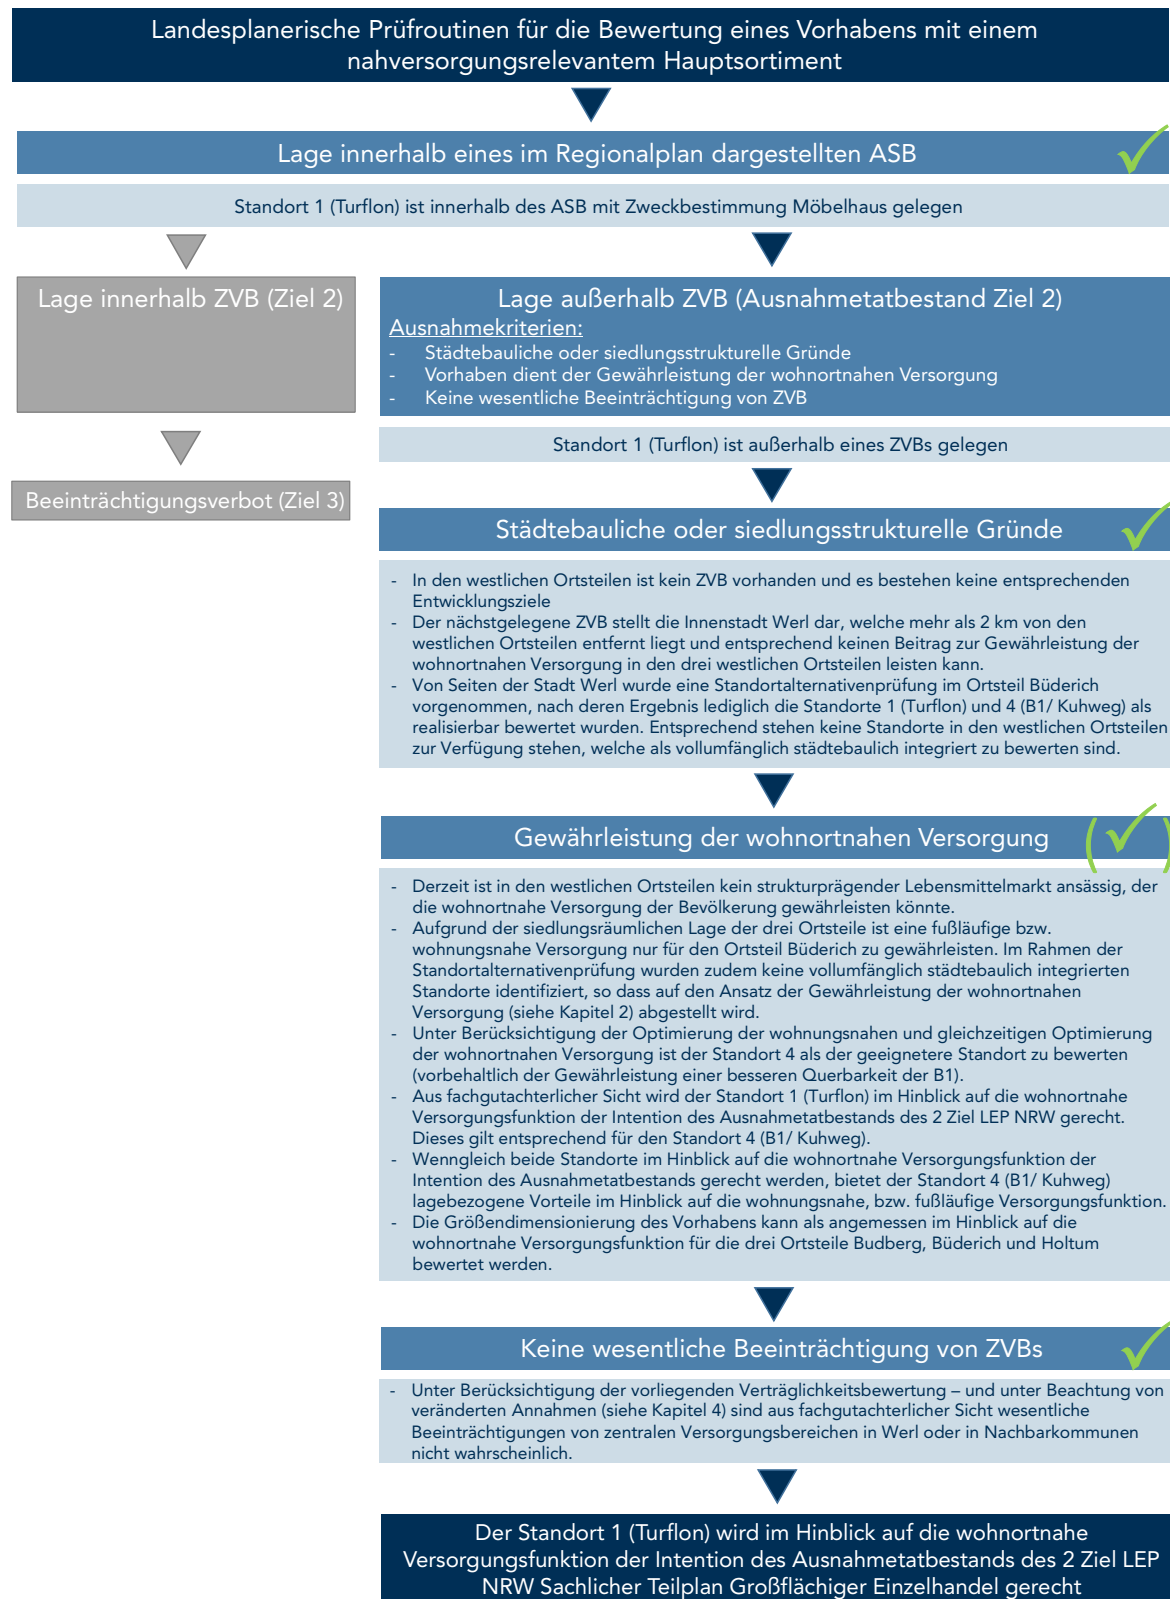 Landesplanerische Prüfroutinen für die Bewertung eines Vorhabens mit einem
nahversorgungsrelevantem Hauptsortiment
Lage innerhalb eines im Regionalplan dargestellten ASB
Standort 1 (Turflon) ist innerhalb des ASB mit Zweckbestimmung Möbelhaus gelegen
Lage innerhalb ZVB (Ziel 2)
Beeinträchtigungsverbot (Ziel 3)
Lage außerhalb ZVB (Ausnahmetatbestand Ziel 2)
Ausnahmekriterien:
- Städtebauliche oder siedlungsstrukturelle Gründe
- Vorhaben dient der Gewährleistung der wohnortnahen Versorgung
- Keine wesentliche Beeinträchtigung von ZVB
Standort 1 (Turflon) ist außerhalb eines ZVBs gelegen
Städtebauliche oder siedlungsstrukturelle Gründe
- In den westlichen Ortsteilen ist kein ZVB vorhanden und es bestehen keine entsprechenden
Entwicklungsziele
- Der nächstgelegene ZVB stellt die Innenstadt Werl dar, welche mehr als 2 km von den
westlichen Ortsteilen entfernt liegt und entsprechend keinen Beitrag zur Gewährleistung der
wohnortnahen Versorgung in den drei westlichen Ortsteilen leisten kann.
- Von Seiten der Stadt Werl wurde eine Standortalternativenprüfung im Ortsteil Büderich
vorgenommen, nach deren Ergebnis lediglich die Standorte 1 (Turflon) und 4 (B1/ Kuhweg) als
realisierbar bewertet wurden. Entsprechend stehen keine Standorte in den westlichen Ortsteilen
zur Verfügung stehen, welche als vollumfänglich städtebaulich integriert zu bewerten sind.
Gewährleistung der wohnortnahen Versorgung
- Derzeit ist in den westlichen Ortsteilen kein strukturprägender Lebensmittelmarkt ansässig, der
die wohnortnahe Versorgung der Bevölkerung gewährleisten könnte.
- Aufgrund der siedlungsräumlichen Lage der drei Ortsteile ist eine fußläufige bzw.
wohnungsnahe Versorgung nur für den Ortsteil Büderich zu gewährleisten. Im Rahmen der
Standortalternativenprüfung wurden zudem keine vollumfänglich städtebaulich integrierten
Standorte identifiziert, so dass auf den Ansatz der Gewährleistung der wohnortnahen
Versorgung (siehe Kapitel 2) abgestellt wird.
- Unter Berücksichtigung der Optimierung der wohnungsnahen und gleichzeitigen Optimierung
der wohnortnahen Versorgung ist der Standort 4 als der geeignetere Standort zu bewerten
(vorbehaltlich der Gewährleistung einer besseren Querbarkeit der B1).
- Aus fachgutachterlicher Sicht wird der Standort 1 (Turflon) im Hinblick auf die wohnortnahe
Versorgungsfunktion der Intention des Ausnahmetatbestands des 2 Ziel LEP NRW gerecht.
Dieses gilt entsprechend für den Standort 4 (B1/ Kuhweg).
- Wenngleich beide Standorte im Hinblick auf die wohnortnahe Versorgungsfunktion der
Intention des Ausnahmetatbestands gerecht werden, bietet der Standort 4 (B1/ Kuhweg)
lagebezogene Vorteile im Hinblick auf die wohnungsnahe, bzw. fußläufige Versorgungsfunktion.
- Die Größendimensionierung des Vorhabens kann als angemessen im Hinblick auf die
wohnortnahe Versorgungsfunktion für die drei Ortsteile Budberg, Büderich und Holtum
bewertet werden.
Keine wesentliche Beeinträchtigung von ZVBs
- Unter Berücksichtigung der vorliegenden Verträglichkeitsbewertung – und unter Beachtung von
veränderten Annahmen (siehe Kapitel 4) sind aus fachgutachterlicher Sicht wesentliche
Beeinträchtigungen von zentralen Versorgungsbereichen in Werl oder in Nachbarkommunen
nicht wahrscheinlich.
Der Standort 1 (Turflon) wird im Hinblick auf die wohnortnahe
Versorgungsfunktion der Intention des Ausnahmetatbestands des 2 Ziel LEP
NRW Sachlicher Teilplan Großflächiger Einzelhandel gerecht